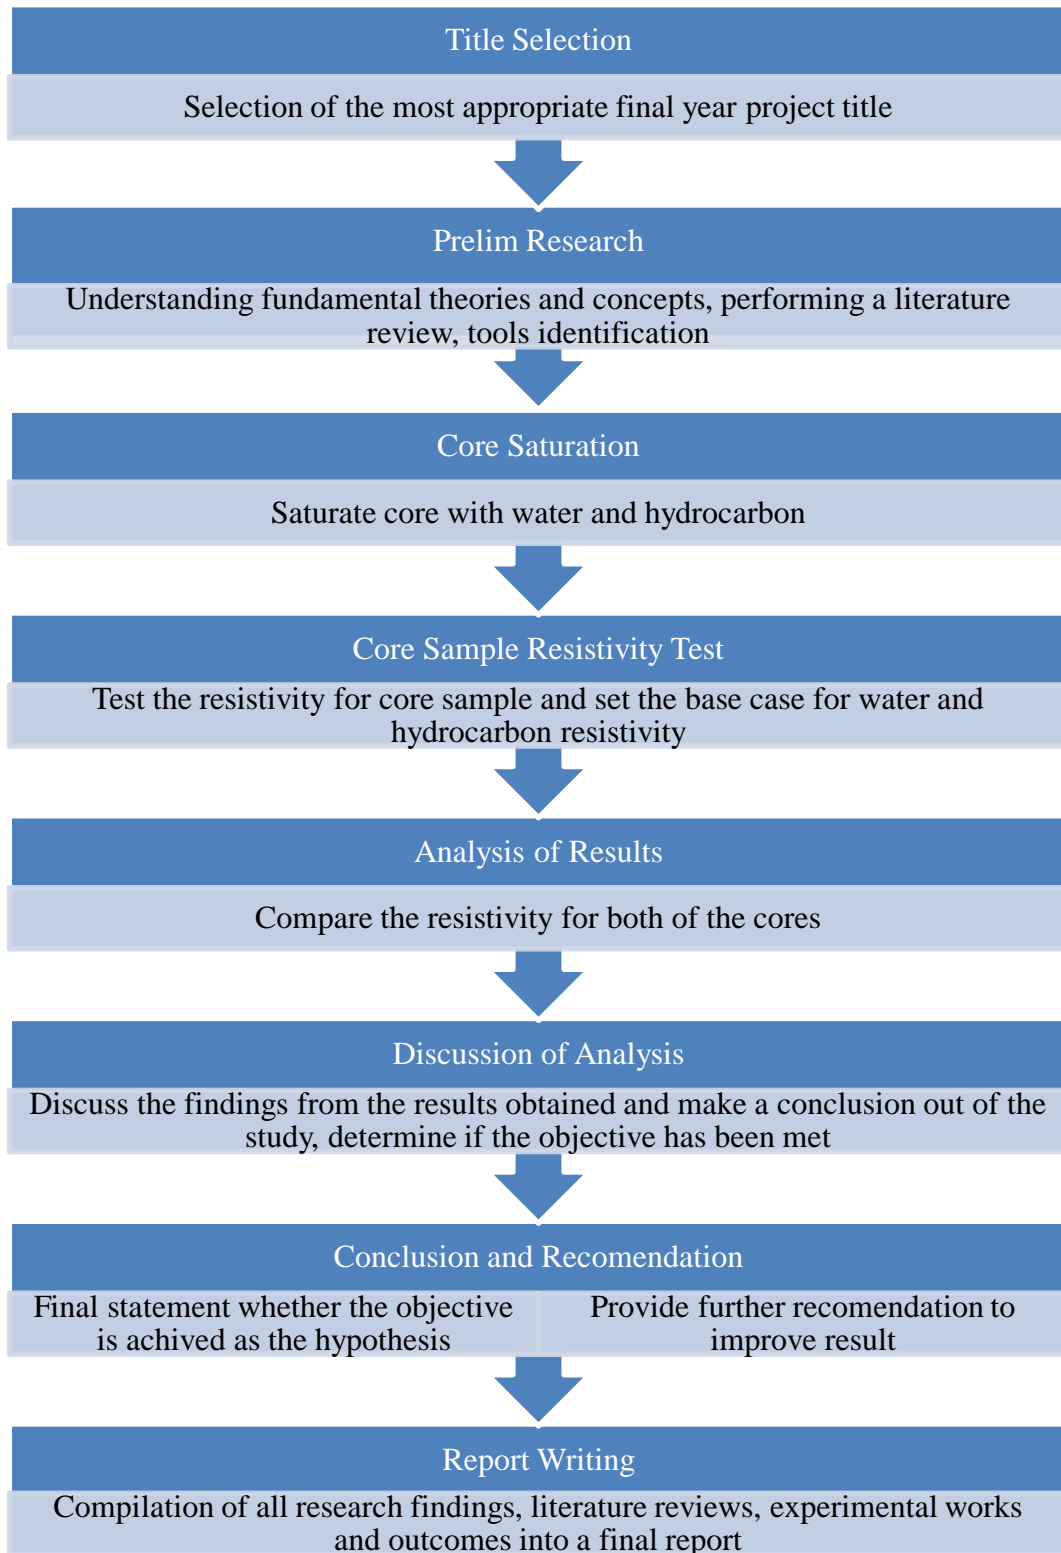 Title Selection
Selection of the most appropriate final year project title
Prelim Research
Understanding fundamental theories and concepts, performing a literature
review, tools identification
Core Saturation
Saturate core with water and hydrocarbon
Core Sample Resistivity Test
Test the resistivity for core sample and set the base case for water and
hydrocarbon resistivity
Analysis of Results
Compare the resistivity for both of the cores
Discussion of Analysis
Discuss the findings from the results obtained and make a conclusion out of the
study, determine if the objective has been met
Conclusion and Recomendation
Final statement whether the objective
is achived as the hypothesis
Provide further recomendation to
improve result
Report Writing
Compilation of all research findings, literature reviews, experimental works
and outcomes into a final report